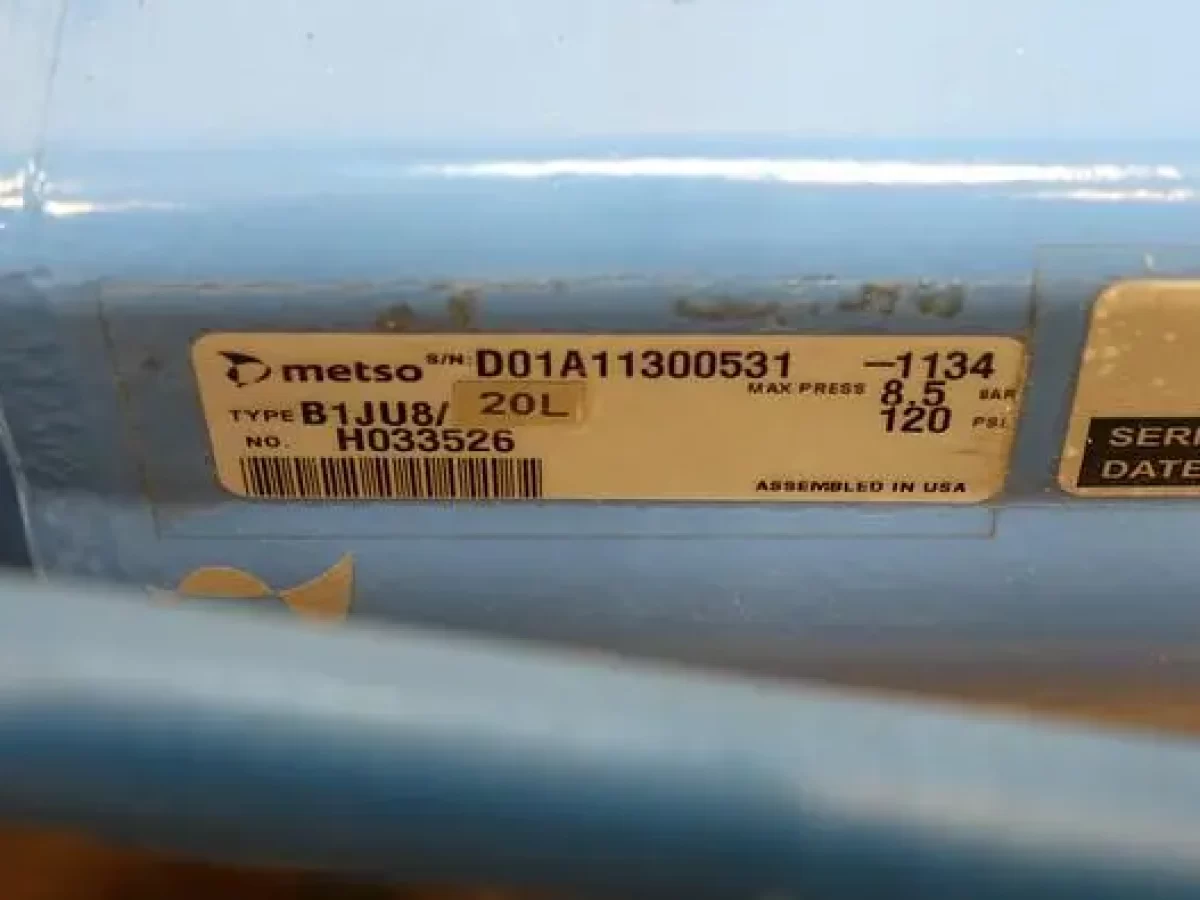 metso S/N: D01A11300531 -1134
MAX PRESS 8,5 BAR
TYPE B1JU8/ 20L 120 PSI
NO. H033526
ASSEMBLED IN USA
DATE